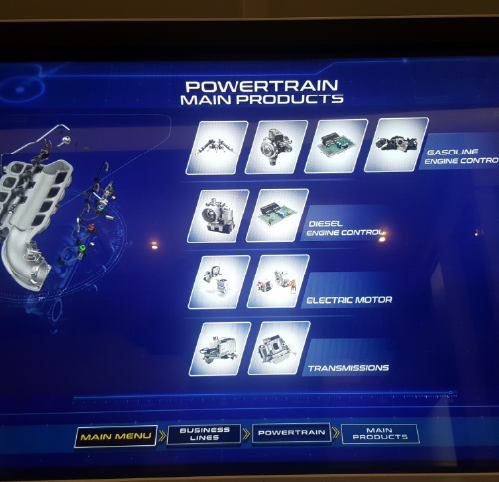 POWERTRAIN
MAIN PRODUCTS
GASOLINE
ENGINE CONTRO
DIESEL
ENGINE CONTROL
ELECTRIC MOTOR
TRANSMISSIONS
MAIN MENU
BUSINESS
LINES
POWERTRAIN
MAIN
PRODUCTS